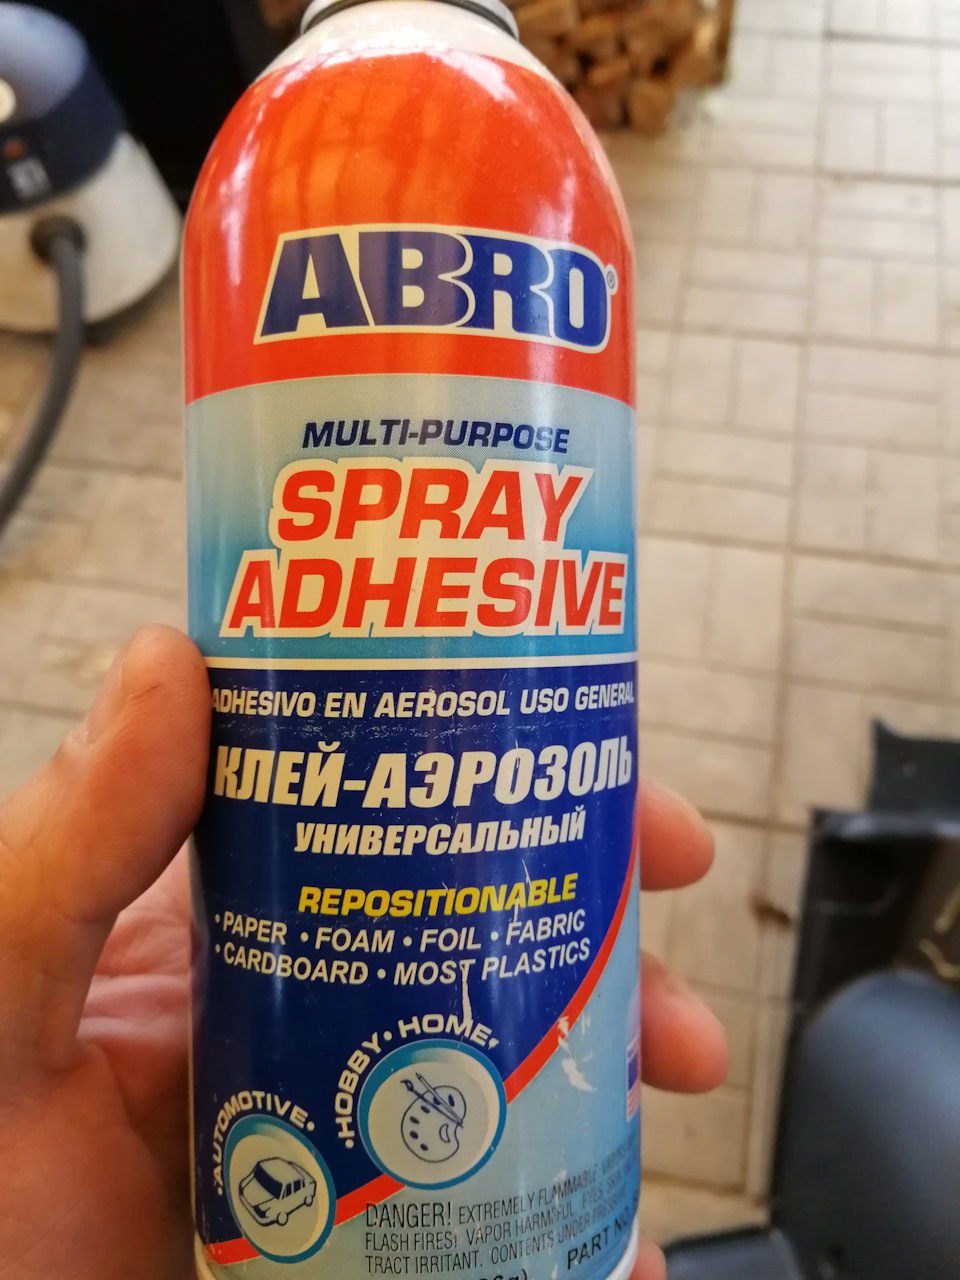 ABRO®
MULTI-PURPOSE
SPRAY
ADHESIVE
ADHESIVO EN AEROSOL USO GENERAL
КЛЕЙ-АЭРОЗОЛЬ
УНИВЕРСАЛЬНЫЙ
REPOSITIONABLE
• PAPER • FOAM • FOIL • FABRIC
• CARDBOARD • MOST PLASTICS
• HOBBY • HOME •
• AUTOMOTIVE •
DANGER! EXTREMELY FLAMMABLE
FLASH FIRES! VAPOR HARMFUL
TRACT IRRITANT. CONTENTS UNDER
PART NO.